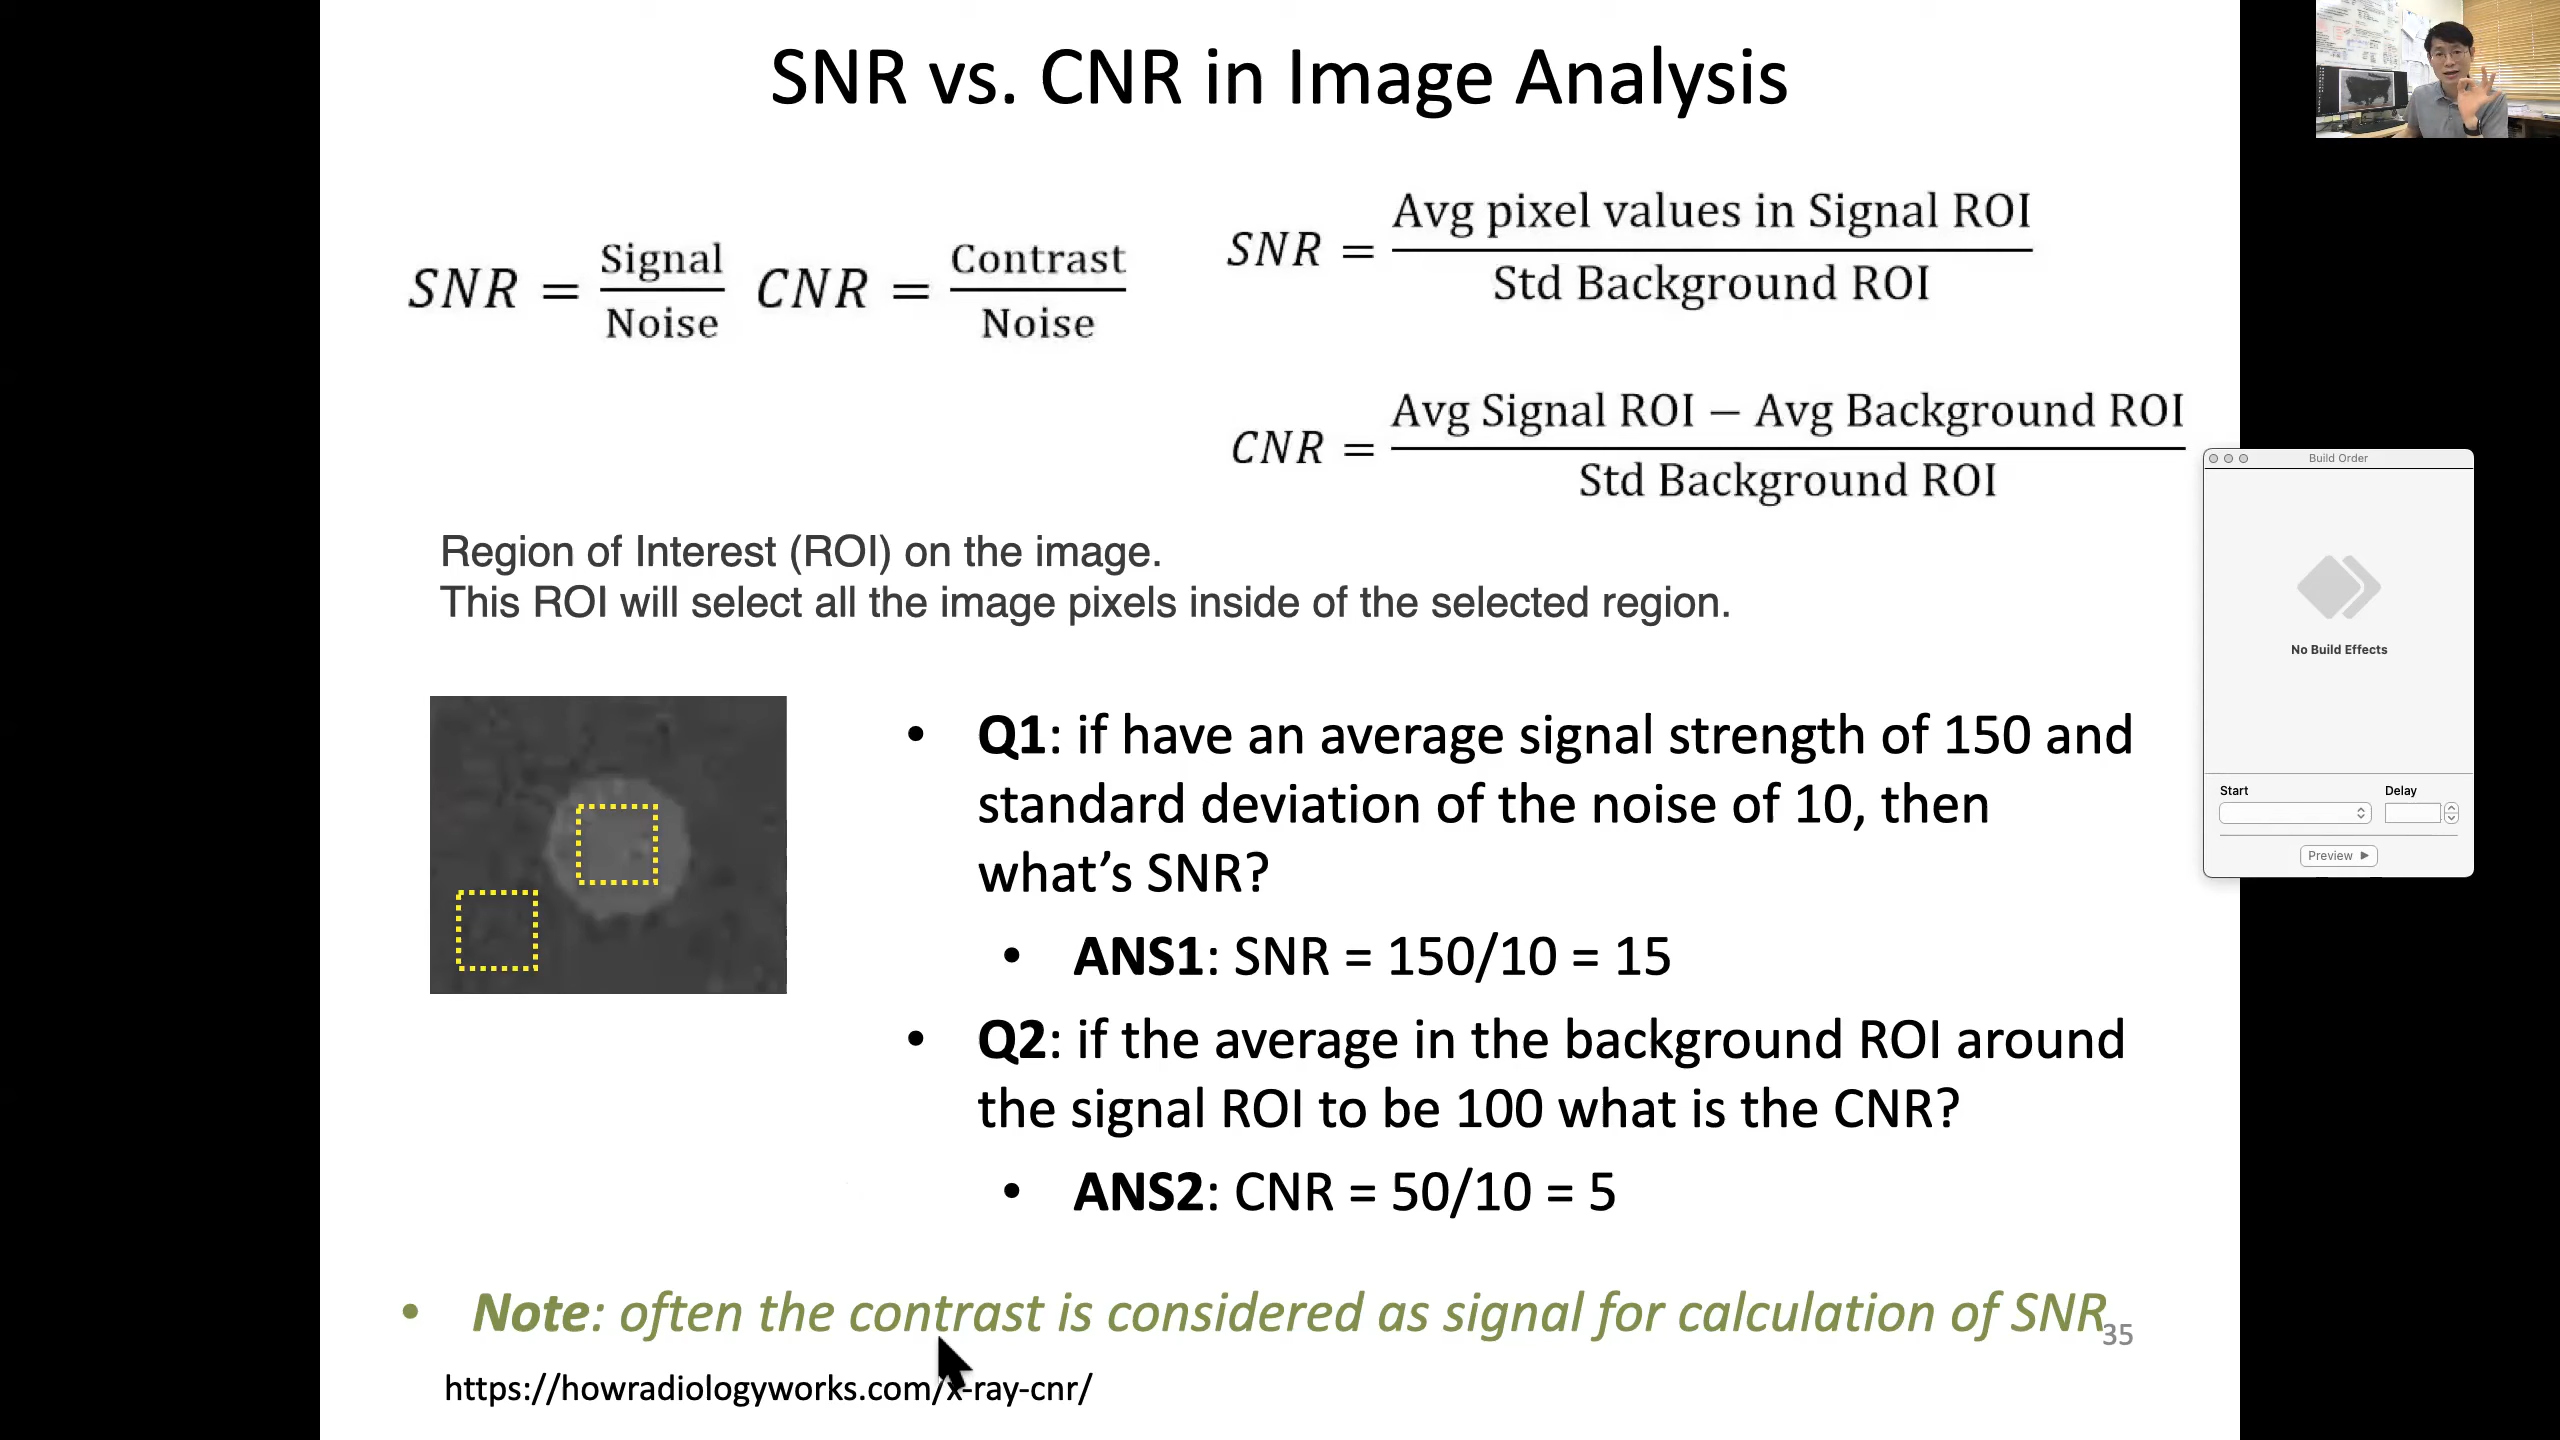 SNR vs. CNR in Image Analysis
SNR = Signal / Noise CNR = Contrast / Noise
SNR = Avg pixel values in Signal ROI / Std Background ROI
CNR = Avg Signal ROI − Avg Background ROI / Std Background ROI
Region of Interest (ROI) on the image.
This ROI will select all the image pixels inside of the selected region.
• Q1: if have an average signal strength of 150 and
standard deviation of the noise of 10, then
what’s SNR?
• ANS1: SNR = 150/10 = 15
• Q2: if the average in the background ROI around
the signal ROI to be 100 what is the CNR?
• ANS2: CNR = 50/10 = 5
• Note: often the contrast is considered as signal for calculation of SNR
35
https://howradiologyworks.com/x-ray-cnr/
Build Order
No Build Effects
Start Delay
Preview